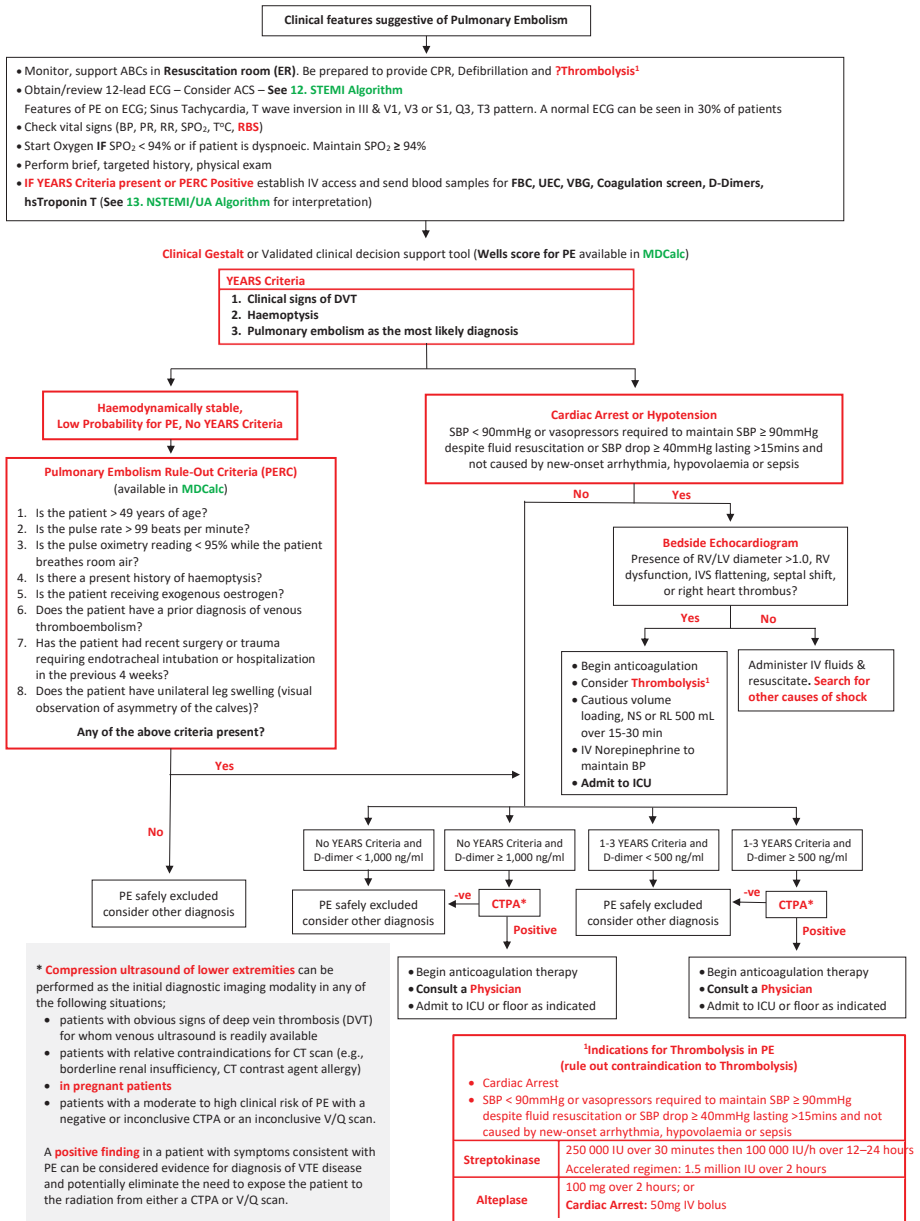 Clinical features suggestive of Pulmonary Embolism
• Monitor, support ABCs in Resuscitation room (ER). Be prepared to provide CPR, Defibrillation and ?Thrombolysis¹
• Obtain/review 12-lead ECG – Consider ACS – See 12. STEMI Algorithm
Features of PE on ECG; Sinus Tachycardia, T wave inversion in III & V1, V3 or S1, Q3, T3 pattern. A normal ECG can be seen in 30% of patients
• Check vital signs (BP, PR, RR, SPO₂, T°C, RBS)
• Start Oxygen IF SPO₂ < 94% or if patient is dyspnoeic. Maintain SPO₂ ≥ 94%
• Perform brief, targeted history, physical exam
• IF YEARS Criteria present or PERC Positive establish IV access and send blood samples for FBC, UEC, VBG, Coagulation screen, D-Dimers,
hsTroponin T (See 13. NSTEMI/UA Algorithm for interpretation)
Clinical Gestalt or Validated clinical decision support tool (Wells score for PE available in MDCalc)
YEARS Criteria
1. Clinical signs of DVT
2. Haemoptysis
3. Pulmonary embolism as the most likely diagnosis
Haemodynamically stable,
Low Probability for PE, No YEARS Criteria
Cardiac Arrest or Hypotension
SBP < 90mmHg or vasopressors required to maintain SBP ≥ 90mmHg
despite fluid resuscitation or SBP drop ≥ 40mmHg lasting >15mins and
not caused by new-onset arrhythmia, hypovolaemia or sepsis
Pulmonary Embolism Rule-Out Criteria (PERC)
(available in MDCalc)
1. Is the patient > 49 years of age?
2. Is the pulse rate > 99 beats per minute?
3. Is the pulse oximetry reading < 95% while the patient
breathes room air?
4. Is there a present history of haemoptysis?
5. Is the patient receiving exogenous oestrogen?
6. Does the patient have a prior diagnosis of venous
thromboembolism?
7. Has the patient had recent surgery or trauma
requiring endotracheal intubation or hospitalization
in the previous 4 weeks?
8. Does the patient have unilateral leg swelling (visual
observation of asymmetry of the calves)?
Any of the above criteria present?
No
Yes
Bedside Echocardiogram
Presence of RV/LV diameter >1.0, RV
dysfunction, IVS flattening, septal shift,
or right heart thrombus?
Yes
No
• Begin anticoagulation
• Consider Thrombolysis¹
• Cautious volume
loading, NS or RL 500 mL
over 15-30 min
• IV Norepinephrine to
maintain BP
• Admit to ICU
Administer IV fluids &
resuscitate. Search for
other causes of shock
Yes
No
PE safely excluded
consider other diagnosis
No YEARS Criteria and
D-dimer < 1,000 ng/ml
No YEARS Criteria and
D-dimer ≥ 1,000 ng/ml
1-3 YEARS Criteria and
D-dimer < 500 ng/ml
1-3 YEARS Criteria and
D-dimer ≥ 500 ng/ml
PE safely excluded
consider other diagnosis
-ve
CTPA*
PE safely excluded
consider other diagnosis
-ve
CTPA*
Positive
Positive
• Begin anticoagulation therapy
• Consult a Physician
• Admit to ICU or floor as indicated
• Begin anticoagulation therapy
• Consult a Physician
• Admit to ICU or floor as indicated
* Compression ultrasound of lower extremities can be
performed as the initial diagnostic imaging modality in any of
the following situations;
• patients with obvious signs of deep vein thrombosis (DVT)
for whom venous ultrasound is readily available
• patients with relative contraindications for CT scan (e.g.,
borderline renal insufficiency, CT contrast agent allergy)
• in pregnant patients
• patients with a moderate to high clinical risk of PE with a
negative or inconclusive CTPA or an inconclusive V/Q scan.
A positive finding in a patient with symptoms consistent with
PE can be considered evidence for diagnosis of VTE disease
and potentially eliminate the need to expose the patient to
the radiation from either a CTPA or V/Q scan.
¹Indications for Thrombolysis in PE
(rule out contraindication to Thrombolysis)
• Cardiac Arrest
• SBP < 90mmHg or vasopressors required to maintain SBP ≥ 90mmHg
despite fluid resuscitation or SBP drop ≥ 40mmHg lasting >15mins and not
caused by new-onset arrhythmia, hypovolaemia or sepsis
Streptokinase
250 000 IU over 30 minutes then 100 000 IU/h over 12–24 hours
Accelerated regimen: 1.5 million IU over 2 hours
Alteplase
100 mg over 2 hours; or
Cardiac Arrest: 50mg IV bolus